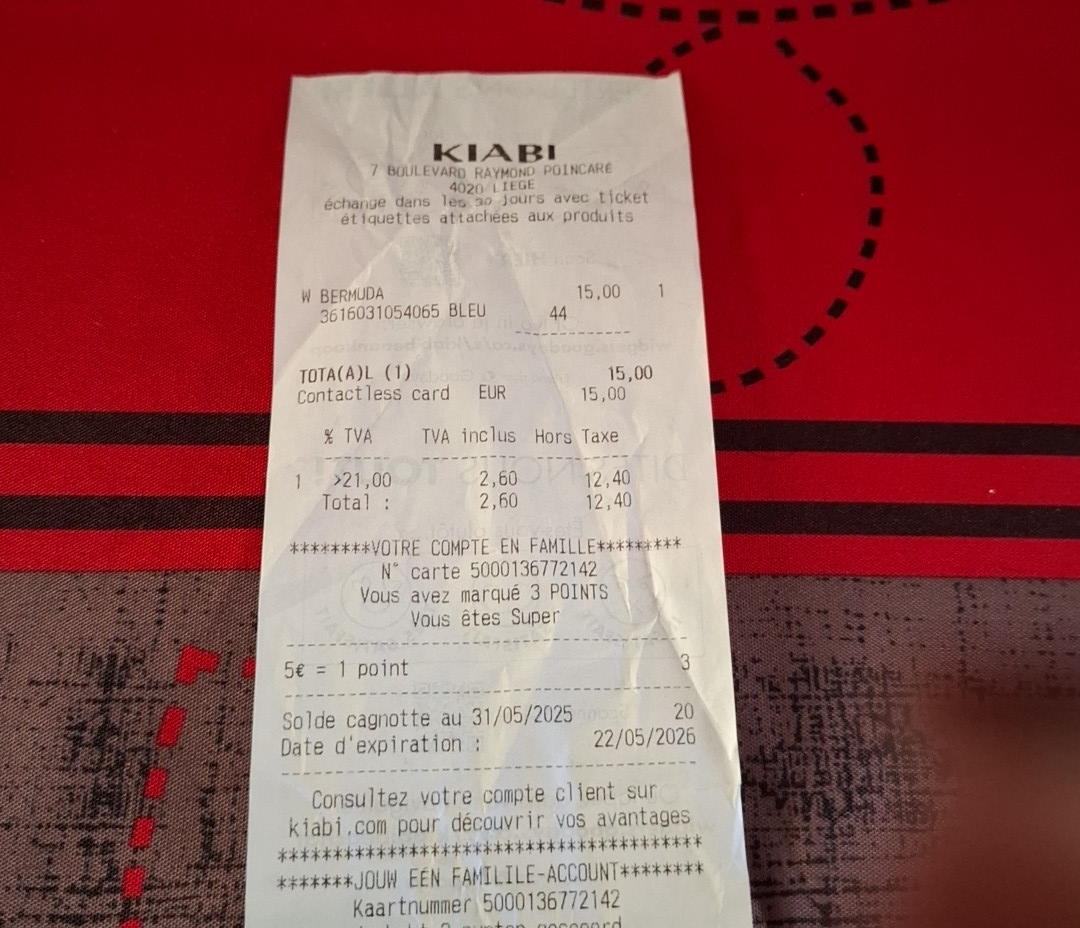 KIABI
7 BOULEVARD RAYMOND POINCARÉ
4020 LIEGE
échange dans les 30 jours avec ticket
étiquettes attachées aux produits
W BERMUDA 15,00 1
3616031054065 BLEU 44
TOTA(A)L (1) 15,00
Contactless card EUR 15,00
% TVA TVA inclus Hors Taxe
1 >21,00 2,60 12,40
Total : 2,60 12,40
********VOTRE COMPTE EN FAMILLE*********
N° carte 5000136772142
Vous avez marqué 3 POINTS
Vous êtes Super
5€ = 1 point 3
Solde cagnotte au 31/05/2025 20
Date d'expiration : 22/05/2026
Consultez votre compte client sur
kiabi.com pour découvrir vos avantages
****************************************
*******JOUW EEN FAMILILE-ACCOUNT********
Kaartnummer 5000136772142